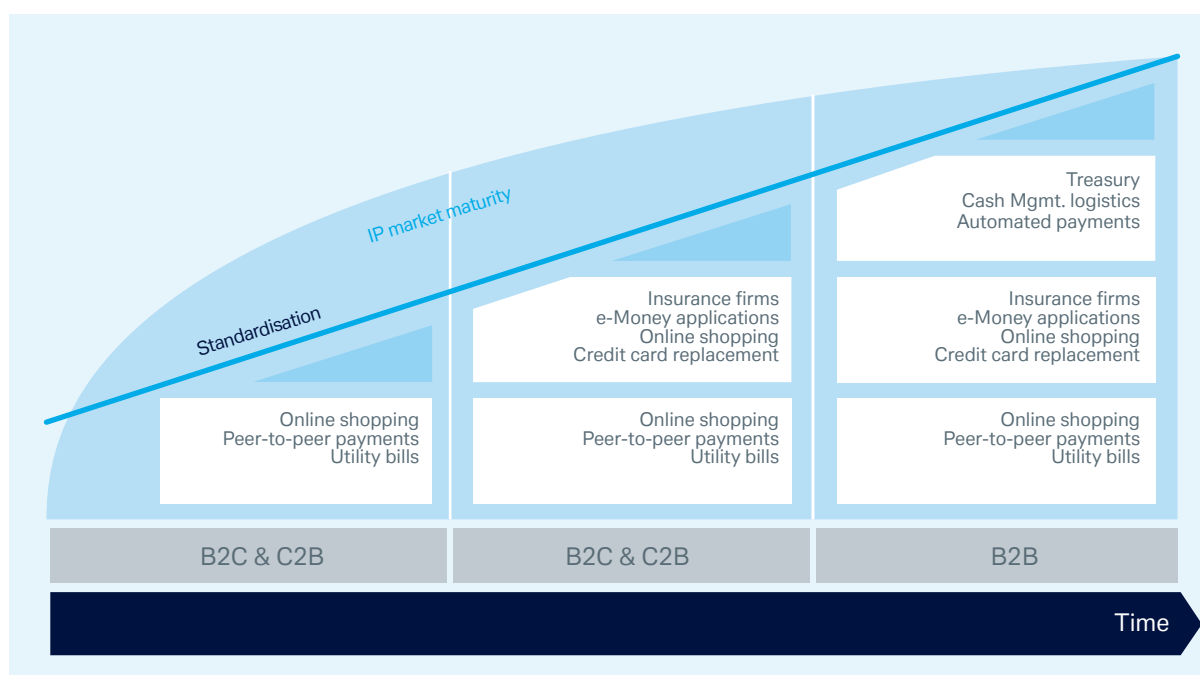 IP market maturity
Standardisation
Online shopping
Peer-to-peer payments
Utility bills
Insurance firms
e-Money applications
Online shopping
Credit card replacement
Online shopping
Peer-to-peer payments
Utility bills
Treasury
Cash Mgmt. logistics
Automated payments
Insurance firms
e-Money applications
Online shopping
Credit card replacement
Online shopping
Peer-to-peer payments
Utility bills
B2C & C2B
B2C & C2B
B2B
Time